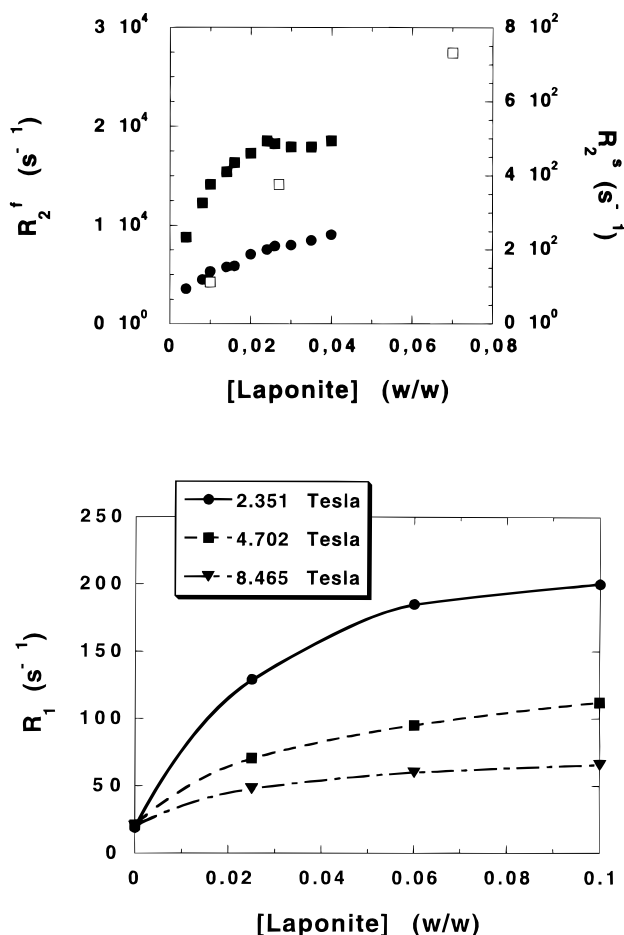 3 10⁴
2 10⁴
1 10⁴
0 10⁰
R₂ᶠ (s⁻¹)
8 10²
6 10²
4 10²
2 10²
0 10⁰
R₂ˢ (s⁻¹)
0 0,02 0,04 0,06 0,08
[Laponite] (w/w)
2.351 Tesla
4.702 Tesla
8.465 Tesla
250
200
150
100
50
0
R₁ (s⁻¹)
0 0.02 0.04 0.06 0.08 0.1
[Laponite] (w/w)